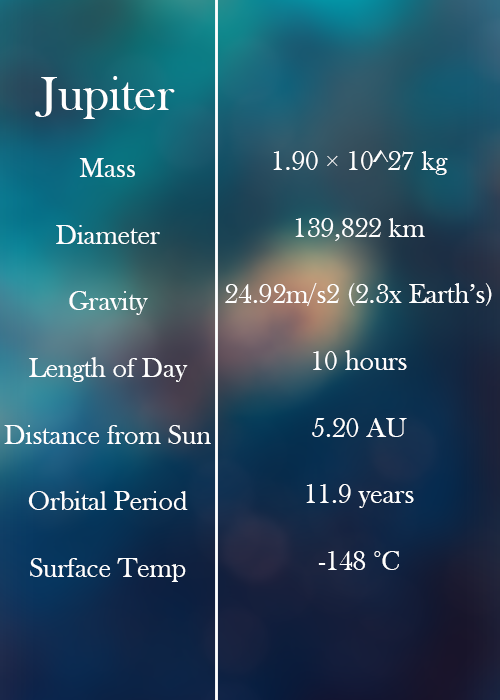 Jupiter
Mass 1.90 × 10^27 kg
Diameter 139,822 km
Gravity 24.92m/s2 (2.3x Earth's)
Length of Day 10 hours
Distance from Sun 5.20 AU
Orbital Period 11.9 years
Surface Temp -148 °C